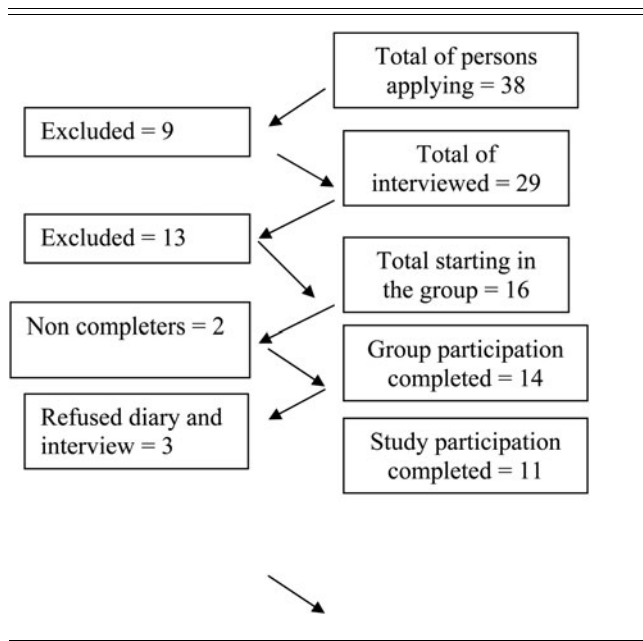 Total of persons
applying = 38
Excluded = 9
Total of
interviewed = 29
Excluded = 13
Total starting in
the group = 16
Non completers = 2
Group participation
completed = 14
Refused diary and
interview = 3
Study participation
completed = 11